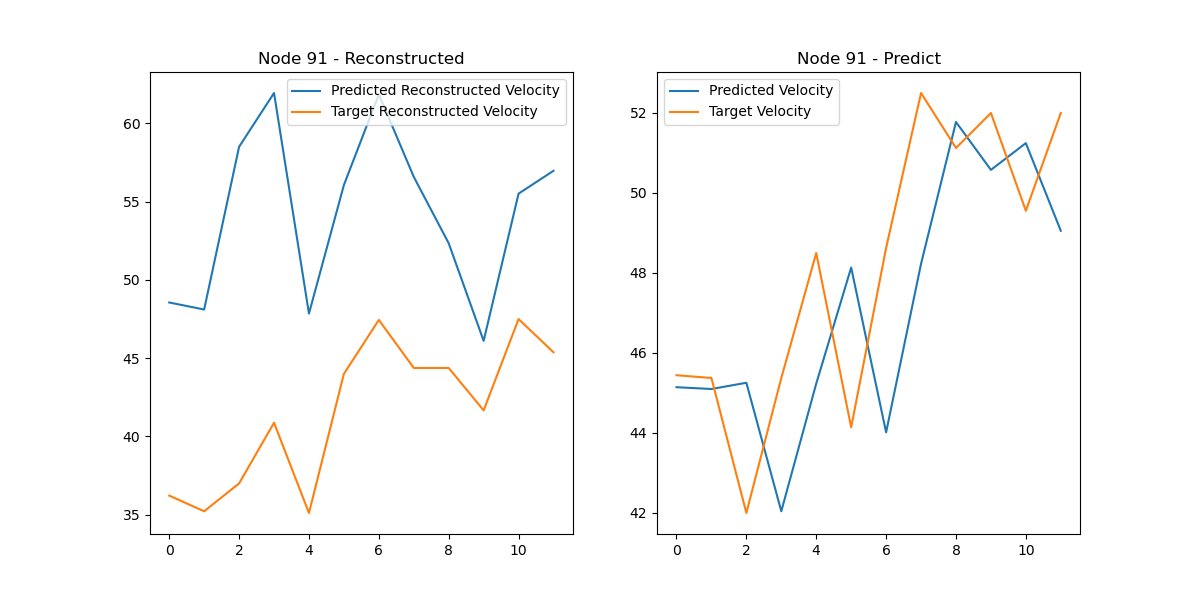 Node 91 - Reconstructed
Predicted Reconstructed Velocity
Target Reconstructed Velocity
60
55
50
45
40
35
0 2 4 6 8 10
Node 91 - Predict
Predicted Velocity
Target Velocity
52
50
48
46
44
42
0 2 4 6 8 10